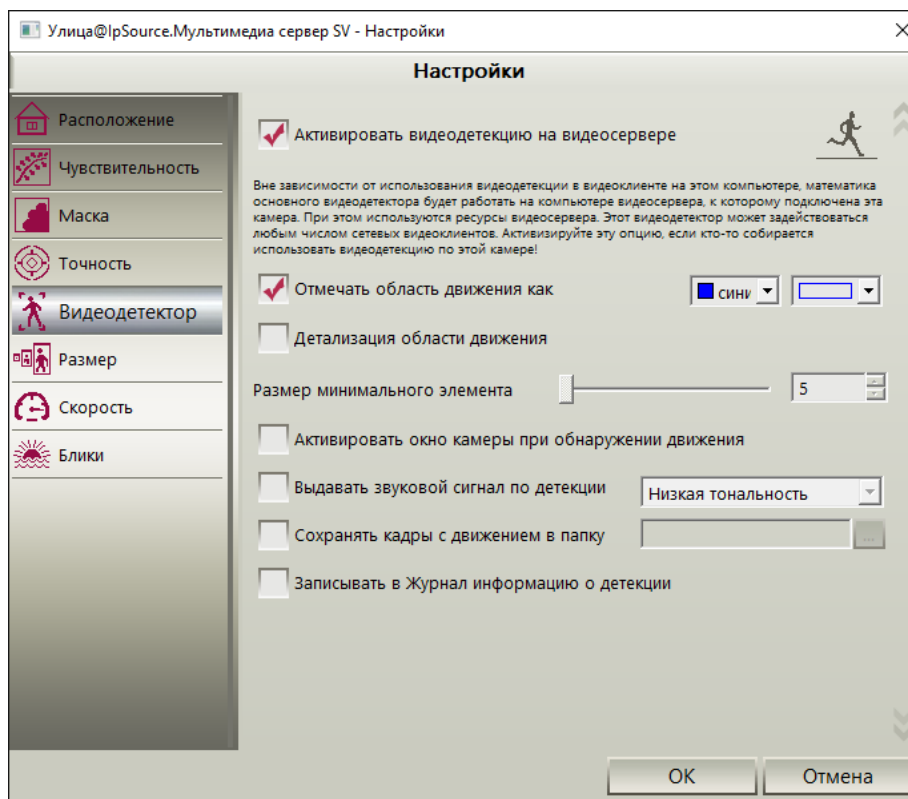 Улица@IpSource.Мультимедиа сервер SV - Настройки
Настройки
Расположение
Чувствительность
Маска
Точность
Видеодетектор
Размер
Скорость
Блики
Активировать видеодетекцию на видеосервере
Вне зависимости от использования видеодетекции в видеоклиенте на этом компьютере, математика
основного видеодетектора будет работать на компьютере видеосервера, к которому подключена эта
камера. При этом используются ресурсы видеосервера. Этот видеодетектор может задействоваться
любым числом сетевых видеоклиентов. Активизируйте эту опцию, если кто-то собирается
использовать видеодетекцию по этой камере!
Отмечать область движения как
сини
Детализация области движения
Размер минимального элемента
5
Активировать окно камеры при обнаружении движения
Выдавать звуковой сигнал по детекции
Низкая тональность
Сохранять кадры с движением в папку
...
Записывать в Журнал информацию о детекции
OK
Отмена